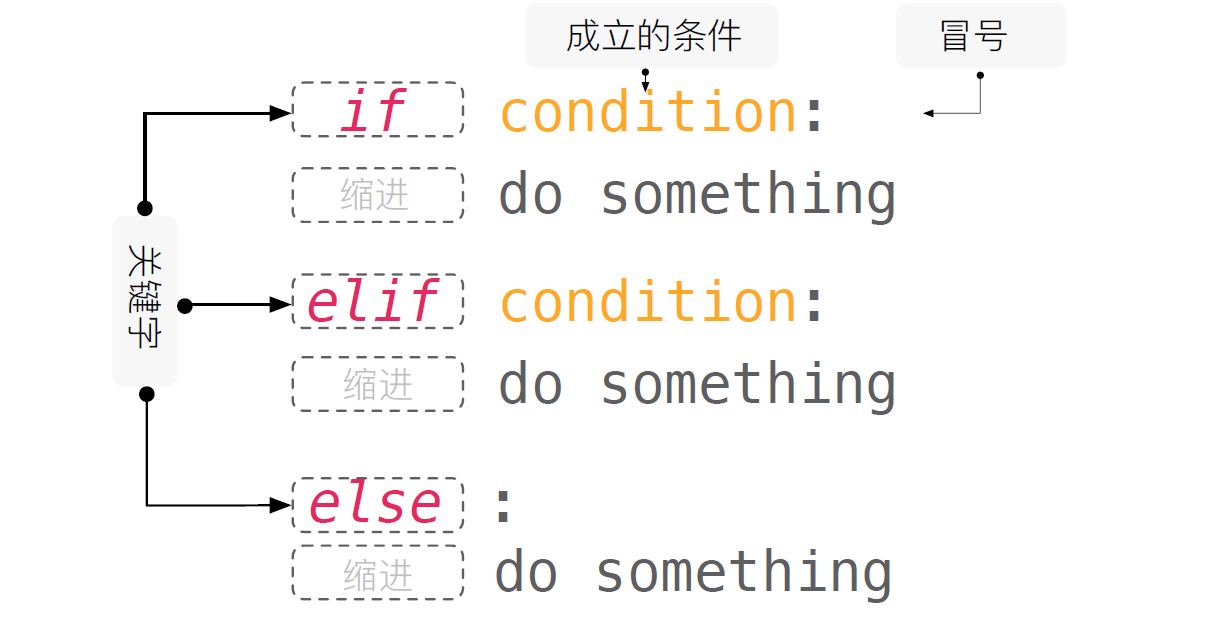 成立的条件 冒号
if condition:
缩进 do something
关键字
elif condition:
缩进 do something
else :
缩进 do something